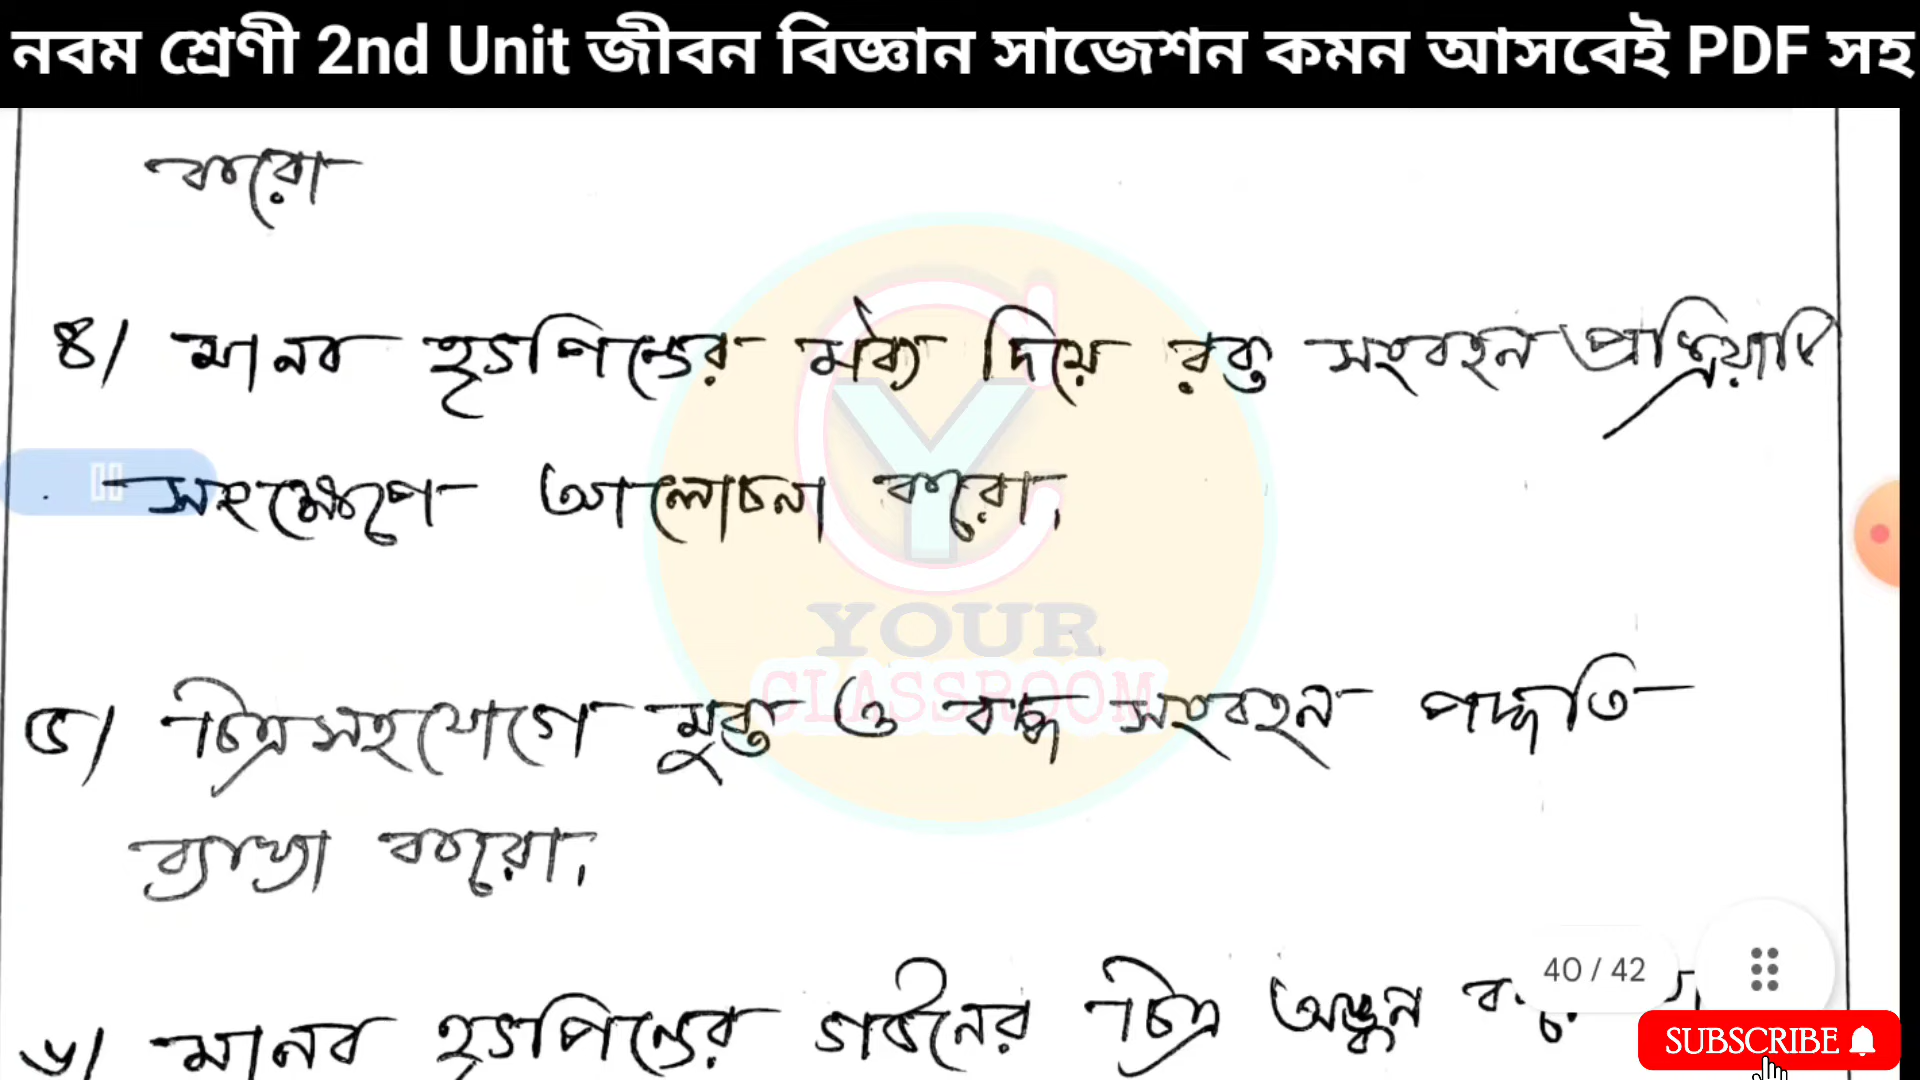 নবম শ্রেণী 2nd Unit জীবন বিজ্ঞান সাজেশন কমন আসবেই PDF সহ
করো
৪/ মানব হৃৎপিন্ডের মধ্য দিয়ে রক্ত সংবহন প্রক্রিয়াটি
সংক্ষেপে আলোচনা করো।
YOUR
CLASSROOM
৫/ চিত্রসহযোগে মুক্ত ও বদ্ধ সংবহন পদ্ধতি
ব্যাখ্যা করো।
40 / 42
৬/ মানব হৃৎপিন্ডের গঠনের চিত্র অঙ্কন
SUBSCRIBE